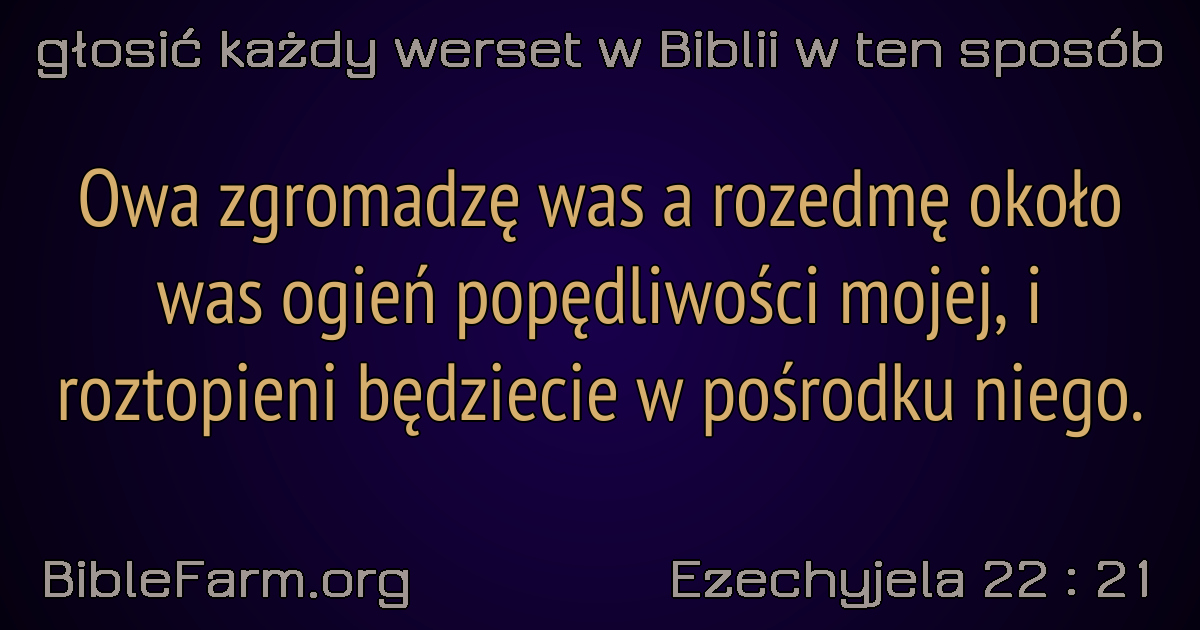 głosić każdy werset w Biblii w ten sposób
Owa zgromadzę was a rozedmę około
was ogień popędliwości mojej, i
roztopieni będziecie w pośrodku niego.
BibleFarm.org
Ezechyjela 22 : 21